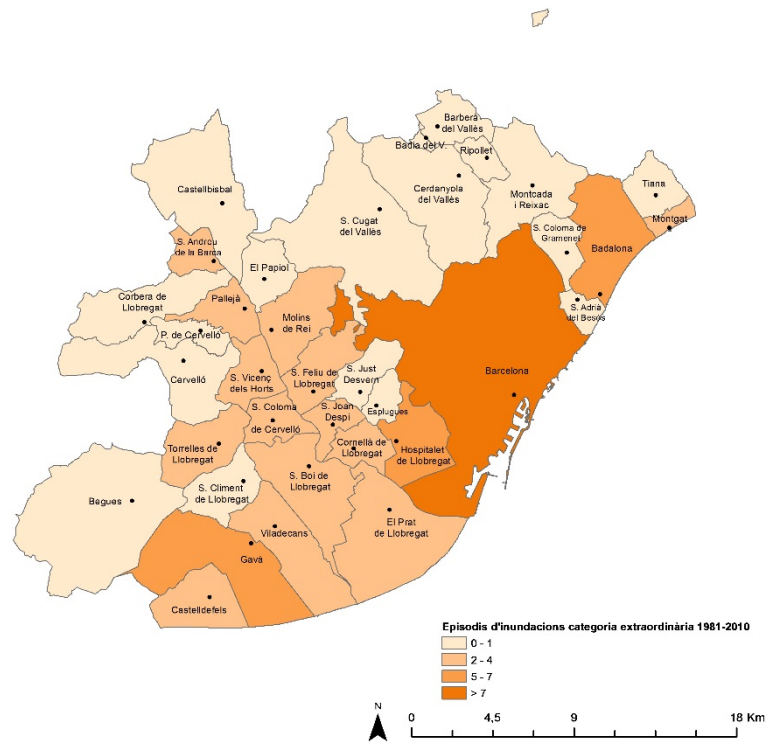 Barberà
del Vallès
Badia del V.
Ripollet
Tiana
Castellbisbal
Cerdanyola
del Vallès
Montcada
i Reixac
S. Cugat
del Vallès
Montgat
S. Coloma de
Gramenet
Badalona
S. Andreu
de la Barca
El Papiol
Corbera de
Llobregat
Pallejà
S. Adrià
del Besòs
Molins
de Rei
P. de Cervelló
Cervelló
S. Vicenç
dels Horts
S. Feliu de
Llobregat
S. Just
Desvern
Barcelona
Esplugues
S. Coloma
de Cervelló
S. Joan
Despí
Torrelles de
Llobregat
Cornellà de
Llobregat
Hospitalet
de Llobregat
S. Climent
de Llobregat
S. Boi de
Llobregat
Begues
El Prat
de Llobregat
Viladecans
Gavà
Castelldefels
Episodis d'inundacions categoria extraordinària 1981-2010
0 - 1
2 - 4
5 - 7
> 7
N
0 4,5 9 18 Km